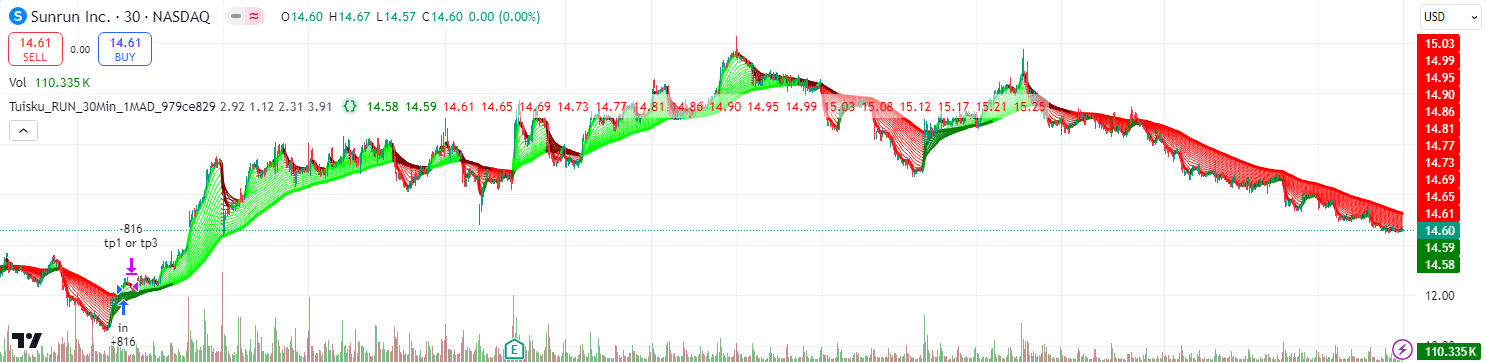 Sunrun Inc. · 30 · NASDAQ O14.60 H14.67 L14.57 C14.60 0.00 (0.00%)
USD
14.61 SELL 0.00 14.61 BUY
Vol 110.335 K
Tuisku_RUN_30Min_1MAD_979ce829 2.92 1.12 2.31 3.91 14.58 14.59 14.61 14.65 14.69 14.73 14.77 14.81 14.86 14.90 14.95 14.99 15.03 15.08 15.12 15.17 15.21 15.25
15.03
14.99
14.95
14.90
14.86
14.81
14.77
14.73
14.69
14.65
14.61
14.60
14.59
14.58
12.00
110.335 K
-816
tp1 or tp3
in
+816
E